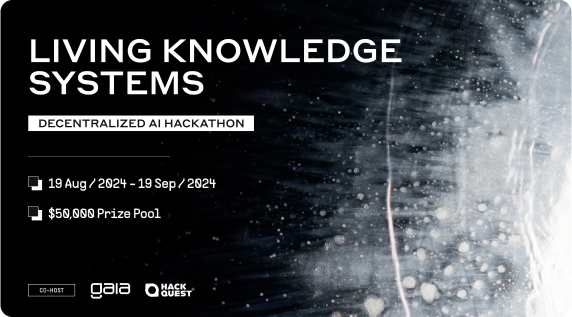 LIVING KNOWLEDGE
SYSTEMS
DECENTRALIZED AI HACKATHON
19 Aug / 2024 - 19 Sep / 2024
$50,000 Prize Pool
CO-HOST
gaia
HACK
QUEST